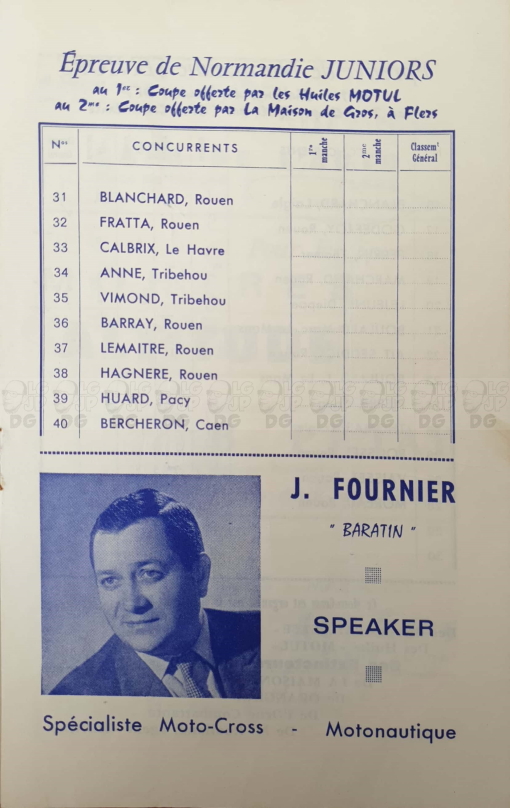 Épreuve de Normandie JUNIORS
au 1er : Coupe offerte par les Huiles MOTUL
au 2me : Coupe offerte par La Maison de Gros, à Flers
Nos CONCURRENTS 1re manche 2me manche Classemt Général
31 BLANCHARD, Rouen
32 FRATTA, Rouen
33 CALBRIX, Le Havre
34 ANNE, Tribehou
35 VIMOND, Tribehou
36 BARRAY, Rouen
37 LEMAITRE, Rouen
38 HAGNERE, Rouen
39 HUARD, Pacy
40 BERCHERON, Caen
J. FOURNIER
" BARATIN "
SPEAKER
Spécialiste Moto-Cross - Motonautique